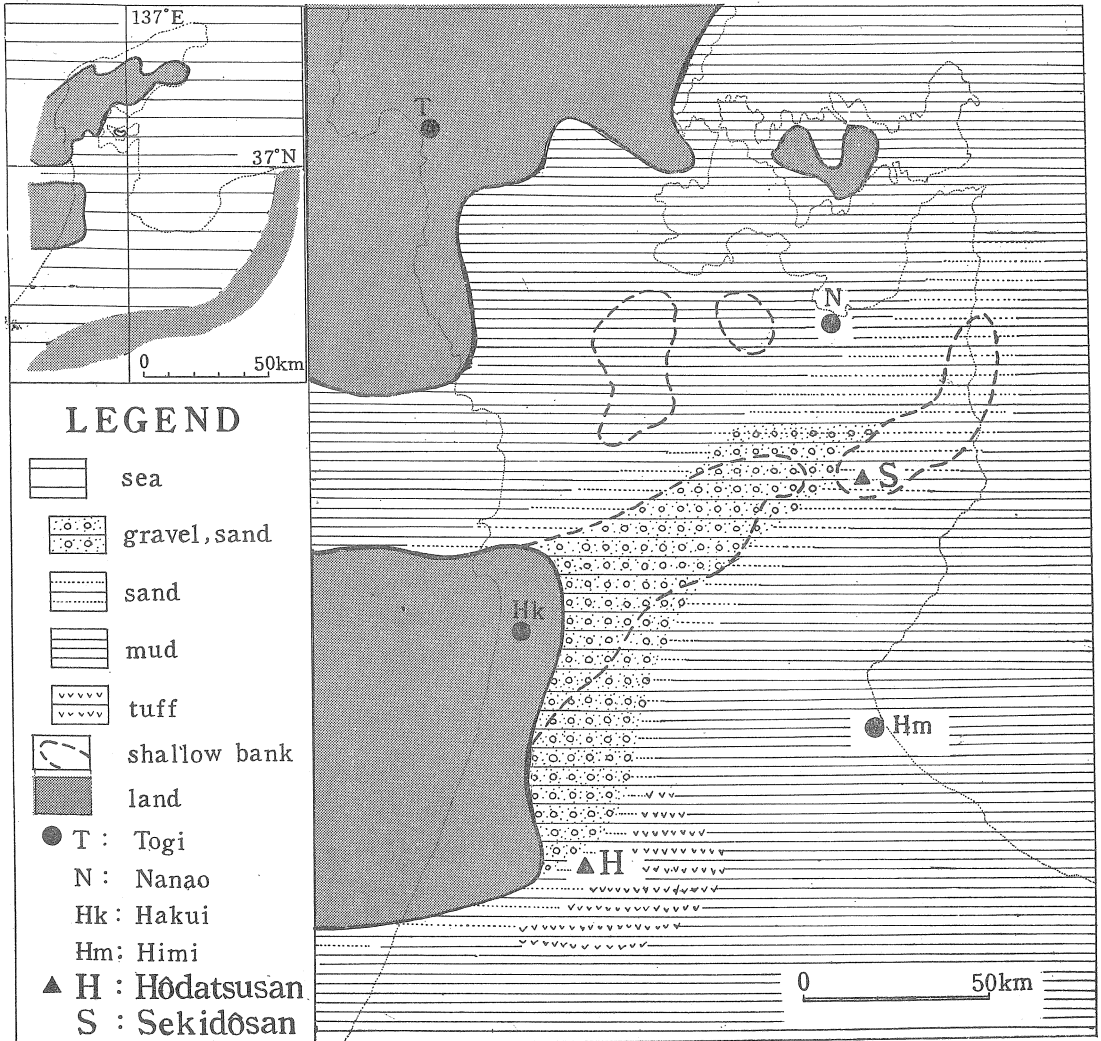 137°E
37°N
0 50km
LEGEND
sea
gravel, sand
sand
mud
tuff
shallow bank
land
T : Togi
N : Nanao
Hk : Hakui
Hm : Himi
H : Hôdatsusan
S : Sekidôsan
T
N
S
Hk
Hm
H
0 50km